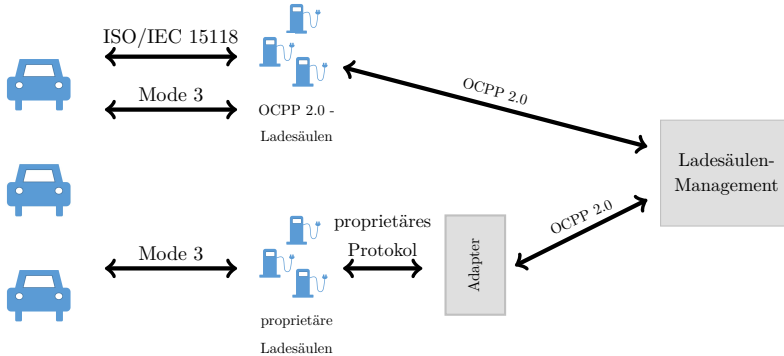 ISO/IEC 15118
Mode 3
OCPP 2.0 -
Ladesäulen
OCPP 2.0
Ladesäulen-
Management
Mode 3
proprietäre
Ladesäulen
proprietäres
Protokol
Adapter
OCPP 2.0